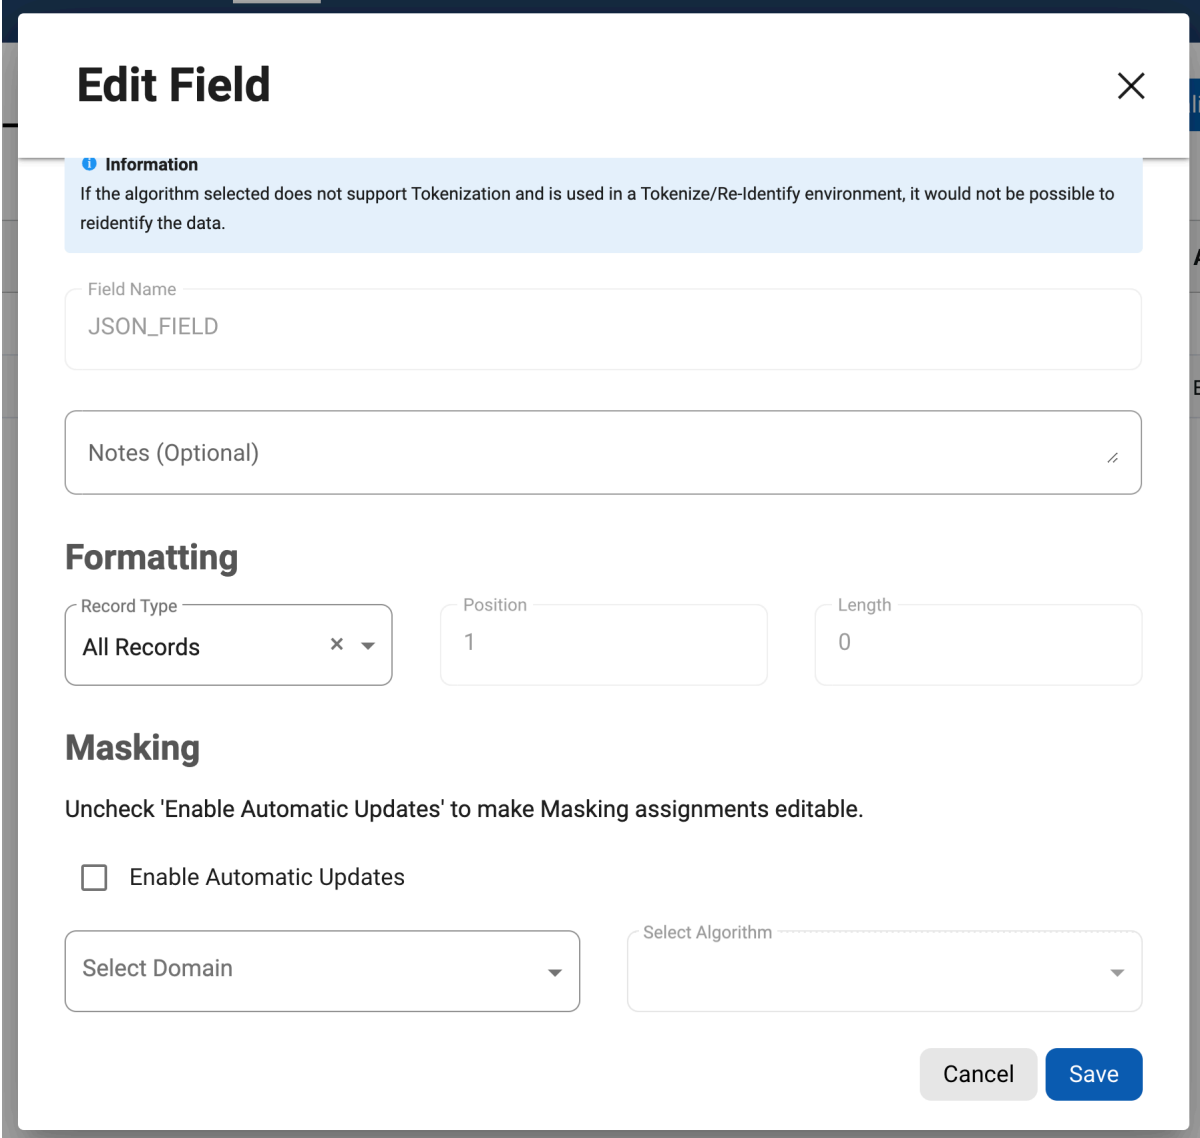 Edit Field
Information
If the algorithm selected does not support Tokenization and is used in a Tokenize/Re-Identify environment, it would not be possible to
reidentify the data.
Field Name
JSON_FIELD
Notes (Optional)
Formatting
Record Type
All Records
Position
1
Length
0
Masking
Uncheck 'Enable Automatic Updates' to make Masking assignments editable.
Enable Automatic Updates
Select Domain
Select Algorithm
Cancel
Save